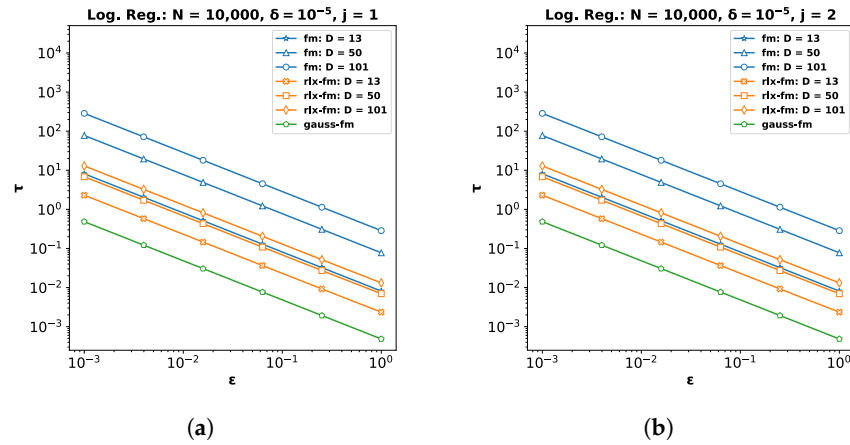 Log. Reg.: N = 10,000, δ = 10⁻⁵, j = 1
10⁴
10³
10²
10¹
10⁰
10⁻¹
10⁻²
10⁻³
τ
fm: D = 13
fm: D = 50
fm: D = 101
rlx-fm: D = 13
rlx-fm: D = 50
rlx-fm: D = 101
gauss-fm
10⁻³ 10⁻² 10⁻¹ 10⁰
ε
(a)
Log. Reg.: N = 10,000, δ = 10⁻⁵, j = 2
10⁴
10³
10²
10¹
10⁰
10⁻¹
10⁻²
10⁻³
τ
fm: D = 13
fm: D = 50
fm: D = 101
rlx-fm: D = 13
rlx-fm: D = 50
rlx-fm: D = 101
gauss-fm
10⁻³ 10⁻² 10⁻¹ 10⁰
ε
(b)